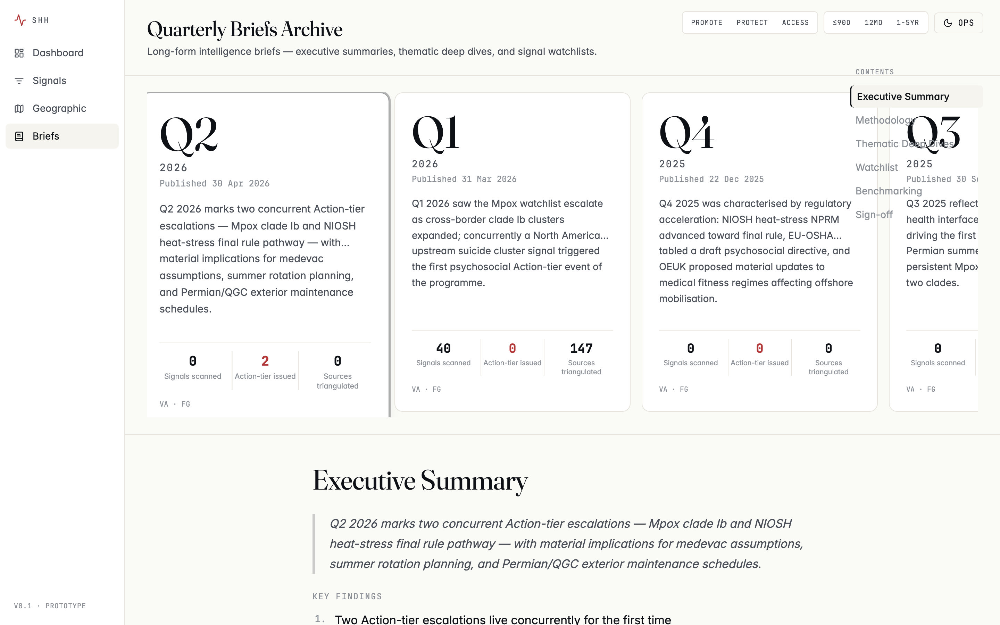 SHH
Dashboard
Signals
Geographic
Briefs
V0.1 · PROTOTYPE
Quarterly Briefs Archive
Long-form intelligence briefs — executive summaries, thematic deep dives, and signal watchlists.
PROMOTE PROTECT ACCESS
≤90D 12MO 1-5YR
OPS
CONTENTS
Executive Summary
Methodology
Thematic Deep Dives
Watchlist
Benchmarking
Sign-off
Q2
2026
Published 30 Apr 2026
Q2 2026 marks two concurrent Action-tier
escalations — Mpox clade Ib and NIOSH
heat-stress final rule pathway — with...
material implications for medevac
assumptions, summer rotation planning,
and Permian/QGC exterior maintenance
schedules.
0
Signals scanned
2
Action-tier issued
0
Sources
triangulated
VA · FG
Q1
2026
Published 31 Mar 2026
Q1 2026 saw the Mpox watchlist escalate
as cross-border clade Ib clusters
expanded; concurrently a North America...
upstream suicide cluster signal triggered
the first psychosocial Action-tier event of
the programme.
40
Signals scanned
0
Action-tier issued
147
Sources
triangulated
VA · FG
Q4
2025
Published 22 Dec 2025
Q4 2025 was characterised by regulatory
acceleration: NIOSH heat-stress NPRM
advanced toward final rule, EU-OSHA...
tabled a draft psychosocial directive, and
OEUK proposed material updates to
medical fitness regimes affecting offshore
mobilisation.
0
Signals scanned
0
Action-tier issued
0
Sources
triangulated
VA · FG
Q3
2025
Published 30
Q3 2025 reflect
health interface
driving the first
Permian
persistent Mpox
two clades.
0
Signals scanned
VA · FG
Executive Summary
Q2 2026 marks two concurrent Action-tier escalations — Mpox clade Ib and NIOSH
heat-stress final rule pathway — with material implications for medevac assumptions,
summer rotation planning, and Permian/QGC exterior maintenance schedules.
KEY FINDINGS
1. Two Action-tier escalations live concurrently for the first time